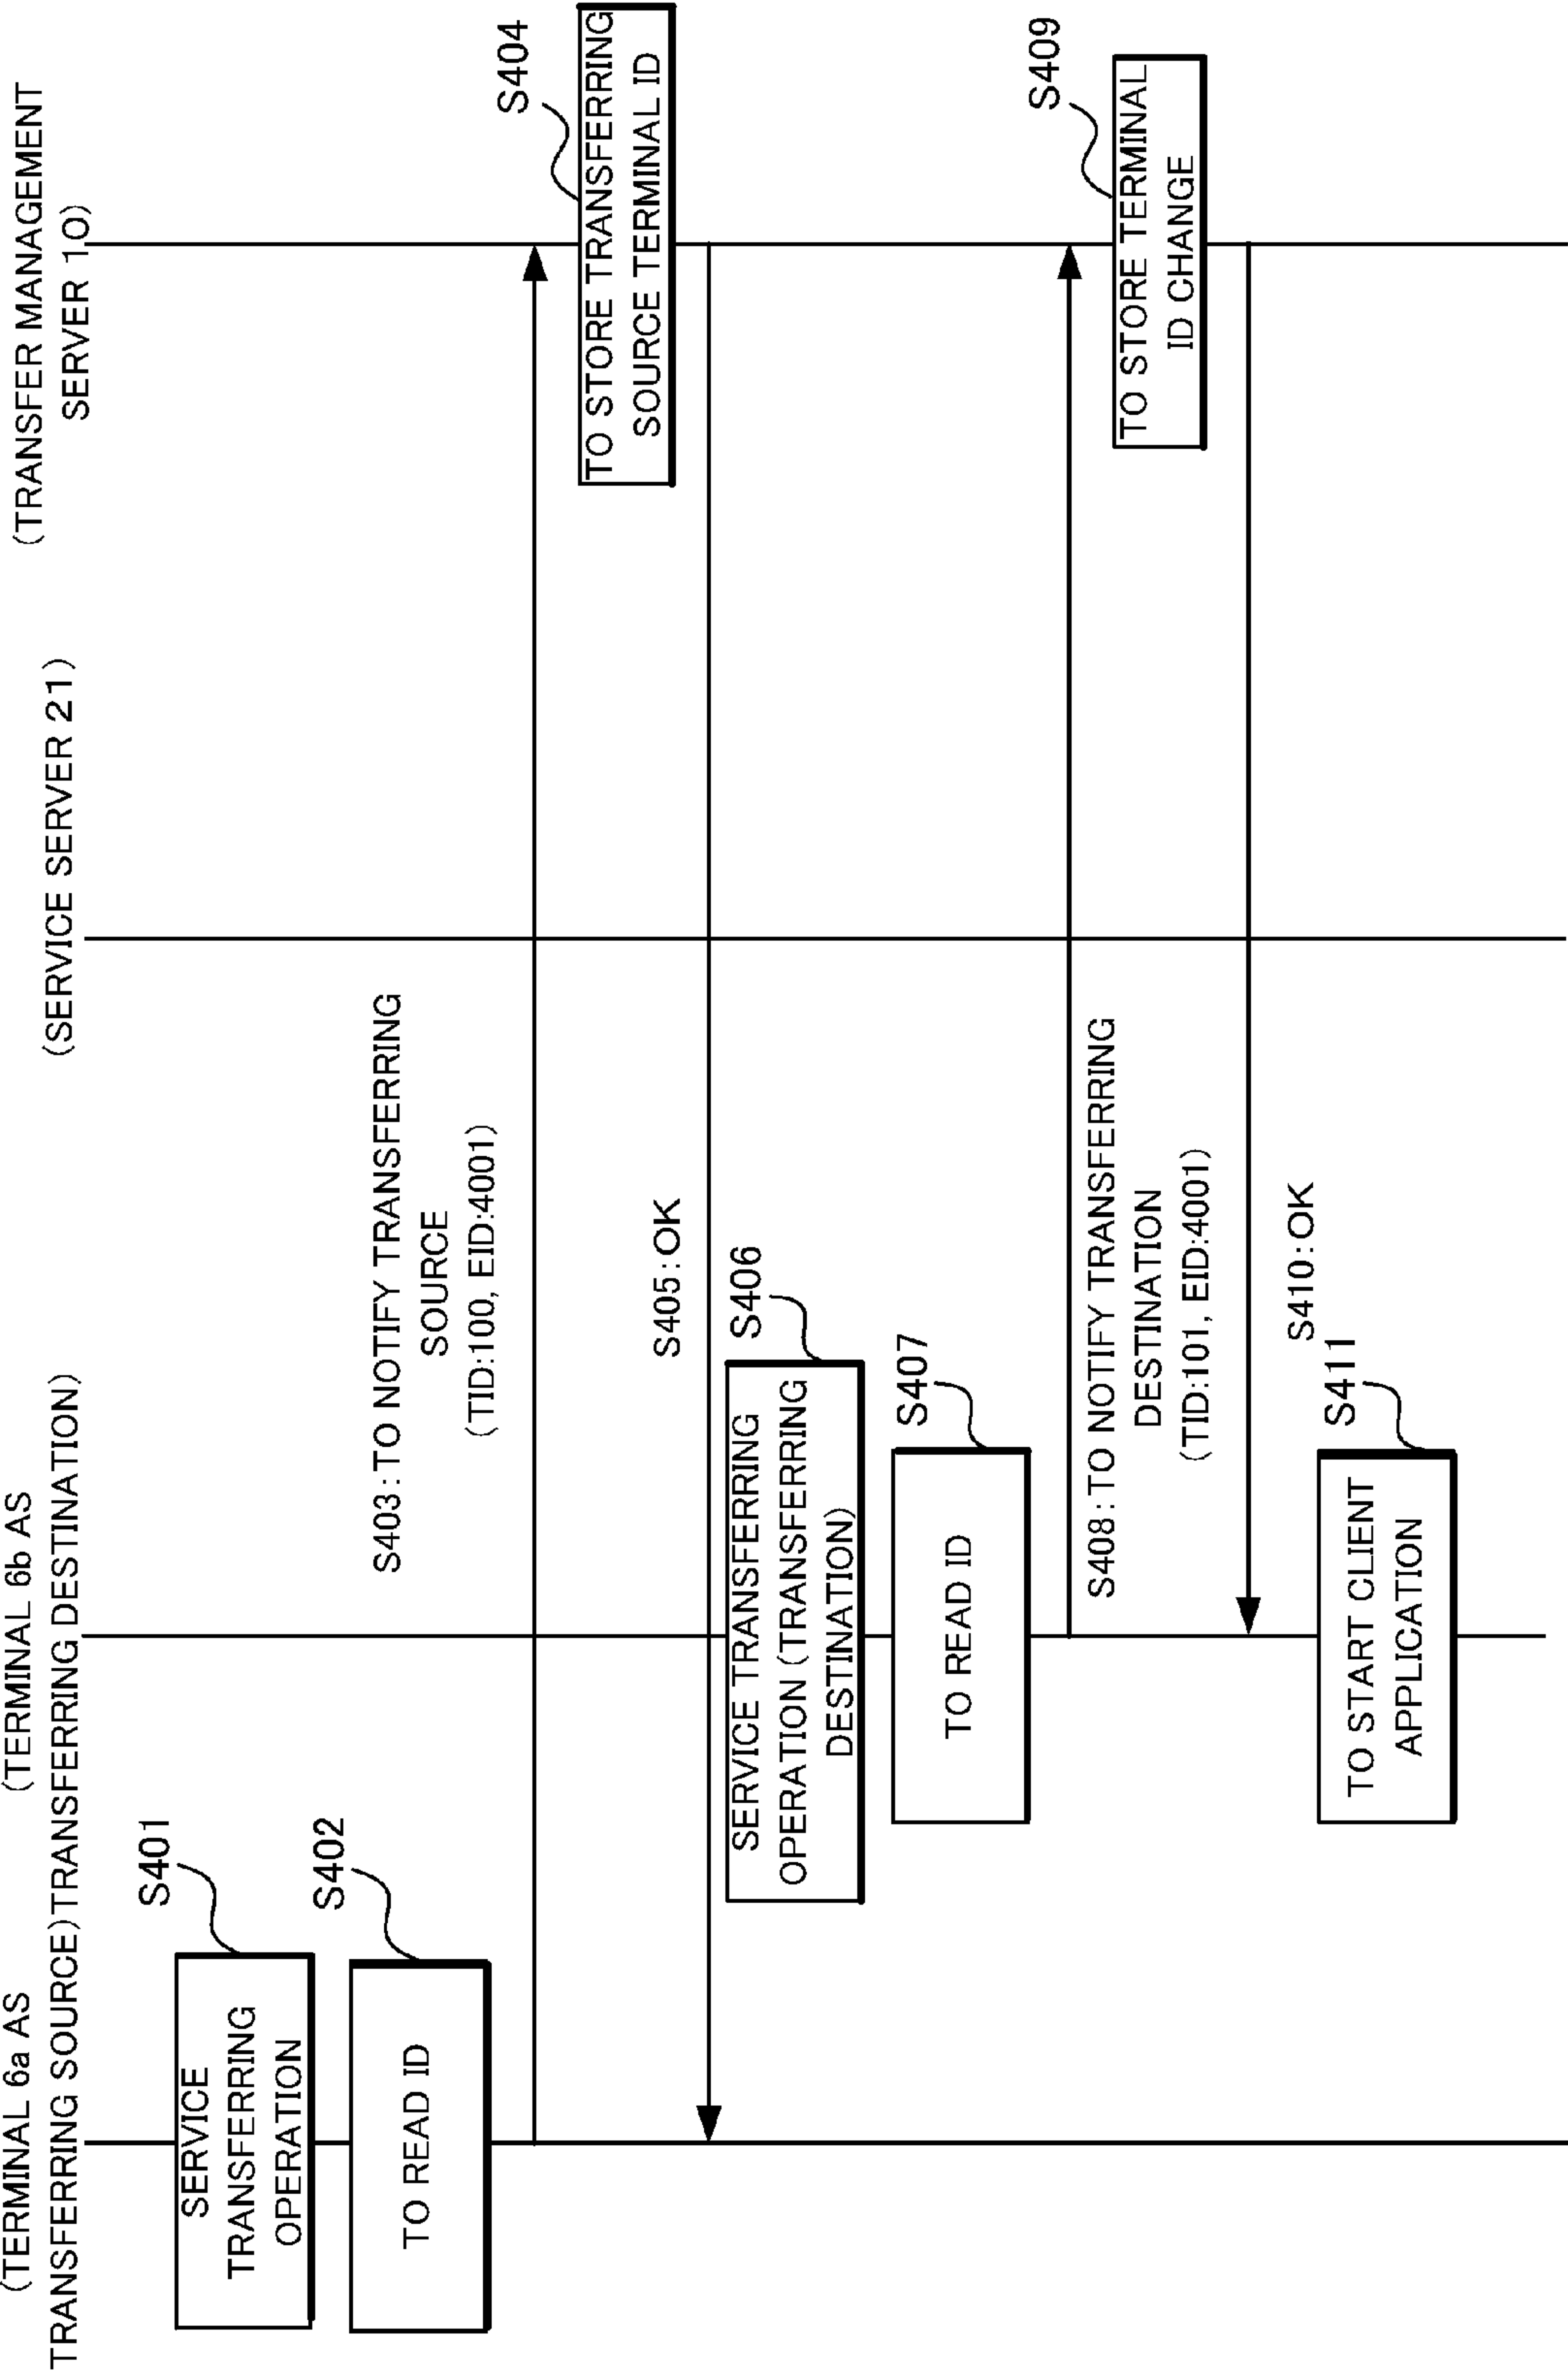 (TERMINAL 6a AS
TRANSFERRING SOURCE)
(TERMINAL 6b AS
TRANSFERRING DESTINATION)
(SERVICE SERVER 21)
(TRANSFER MANAGEMENT
SERVER 10)
S401
SERVICE
TRANSFERRING
OPERATION
S402
TO READ ID
S403:TO NOTIFY TRANSFERRING
SOURCE
(TID:100, EID:4001)
S404
TO STORE TRANSFERRING
SOURCE TERMINAL ID
S405:OK
S406
SERVICE TRANSFERRING
OPERATION (TRANSFERRING
DESTINATION)
S407
TO READ ID
S408:TO NOTIFY TRANSFERRING
DESTINATION
(TID:101, EID:4001)
S409
TO STORE TERMINAL
ID CHANGE
S410:OK
S411
TO START CLIENT
APPLICATION